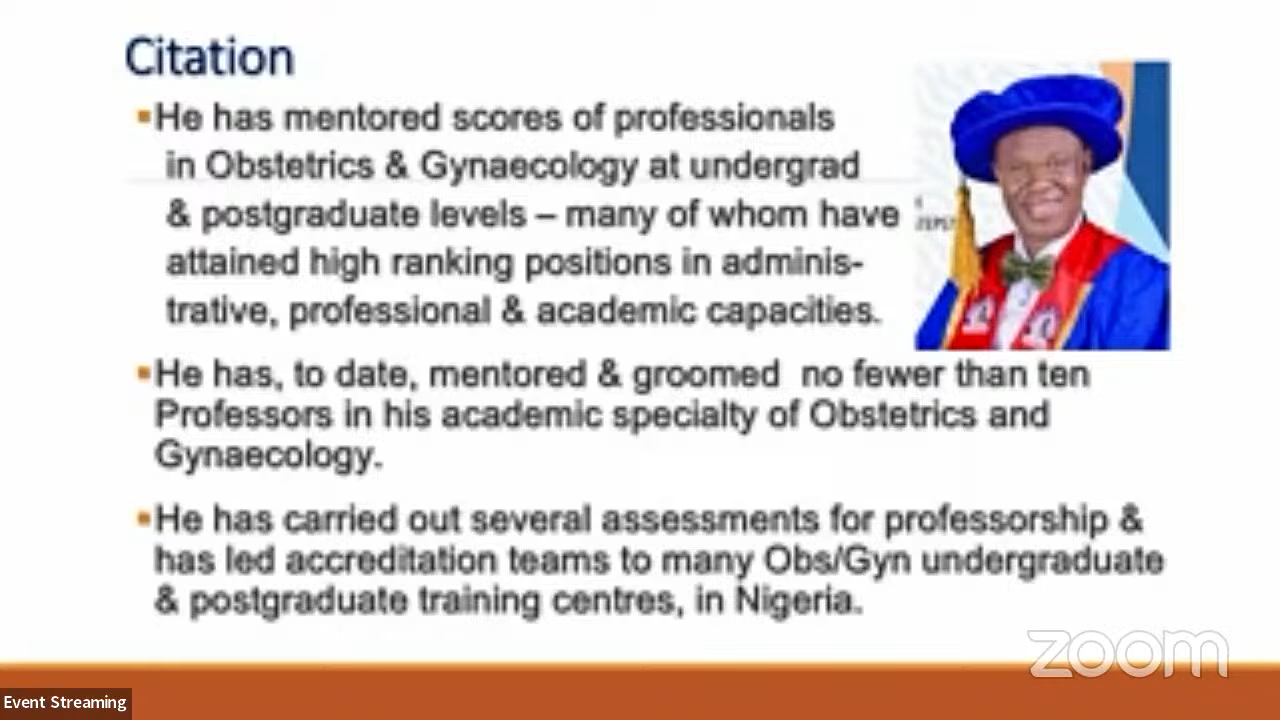 Citation
▪He has mentored scores of professionals
in Obstetrics & Gynaecology at undergrad
& postgraduate levels – many of whom have
attained high ranking positions in adminis-
trative, professional & academic capacities.
▪He has, to date, mentored & groomed no fewer than ten
Professors in his academic specialty of Obstetrics and
Gynaecology.
▪He has carried out several assessments for professorship &
has led accreditation teams to many Obs/Gyn undergraduate
& postgraduate training centres, in Nigeria.
zoom
Event Streaming